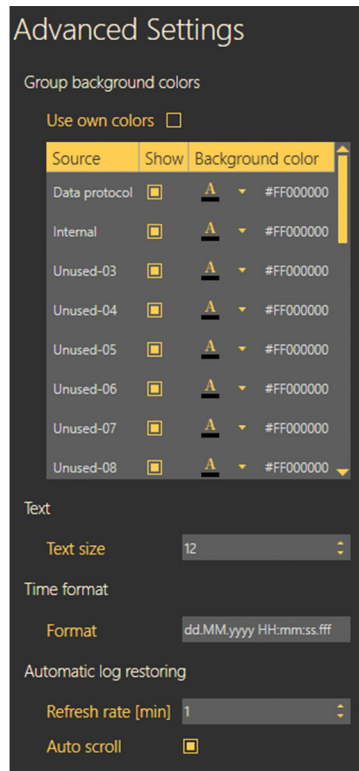 Advanced Settings
Group background colors
Use own colors
Source Show Background color
Data protocol A #FF000000
Internal A #FF000000
Unused-03 A #FF000000
Unused-04 A #FF000000
Unused-05 A #FF000000
Unused-06 A #FF000000
Unused-07 A #FF000000
Unused-08 A #FF000000
Text
Text size 12
Time format
Format dd.MM.yyyy HH:mm:ss.fff
Automatic log restoring
Refresh rate [min] 1
Auto scroll